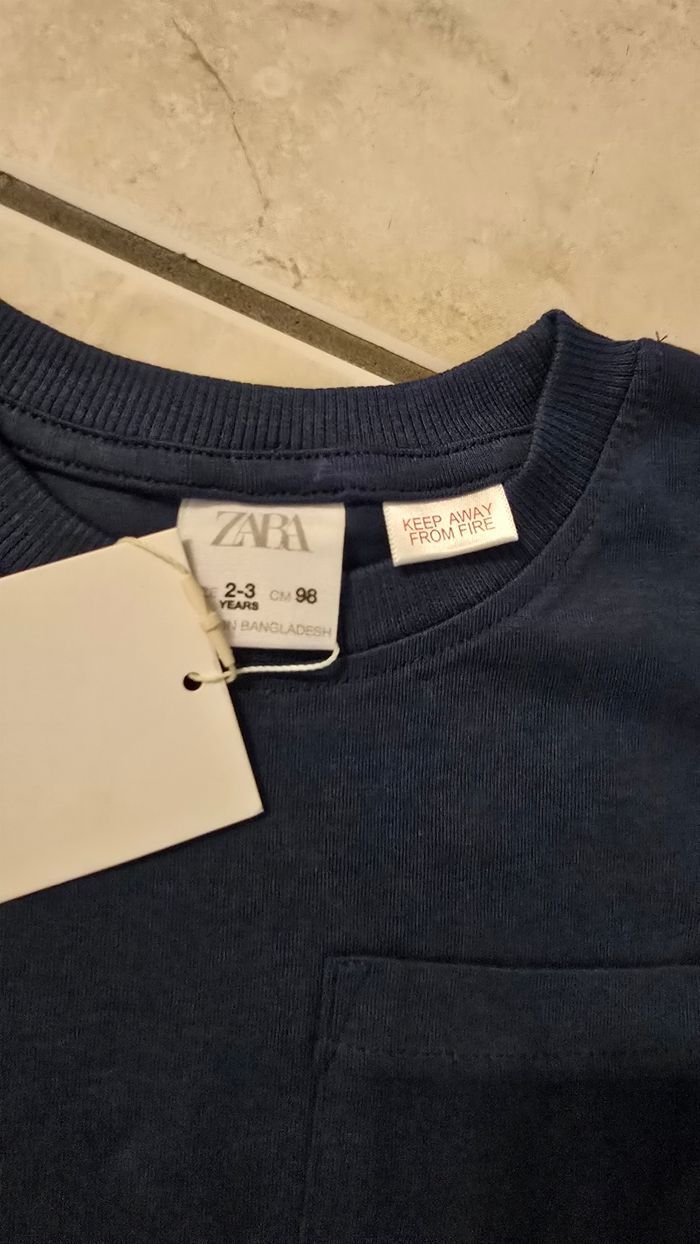 ZARA
2-3 CM 98
YEARS
BANGLADESH
KEEP AWAY
FROM FIRE